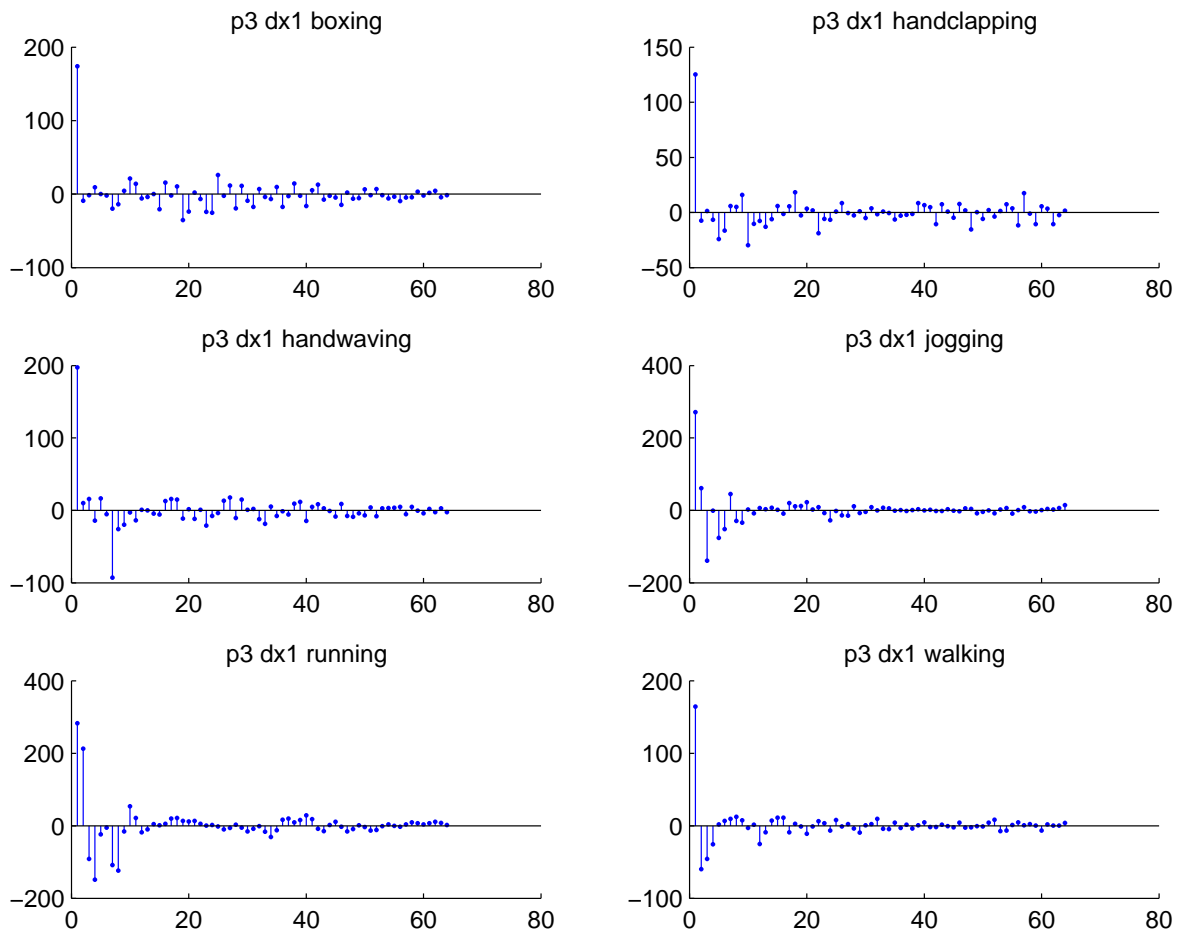 p3 dx1 boxing
200
100
0
−100
0 20 40 60 80
p3 dx1 handclapping
150
100
50
0
−50
0 20 40 60 80
p3 dx1 handwaving
200
100
0
−100
0 20 40 60 80
p3 dx1 jogging
400
200
0
−200
0 20 40 60 80
p3 dx1 running
400
200
0
−200
0 20 40 60 80
p3 dx1 walking
200
100
0
−100
0 20 40 60 80